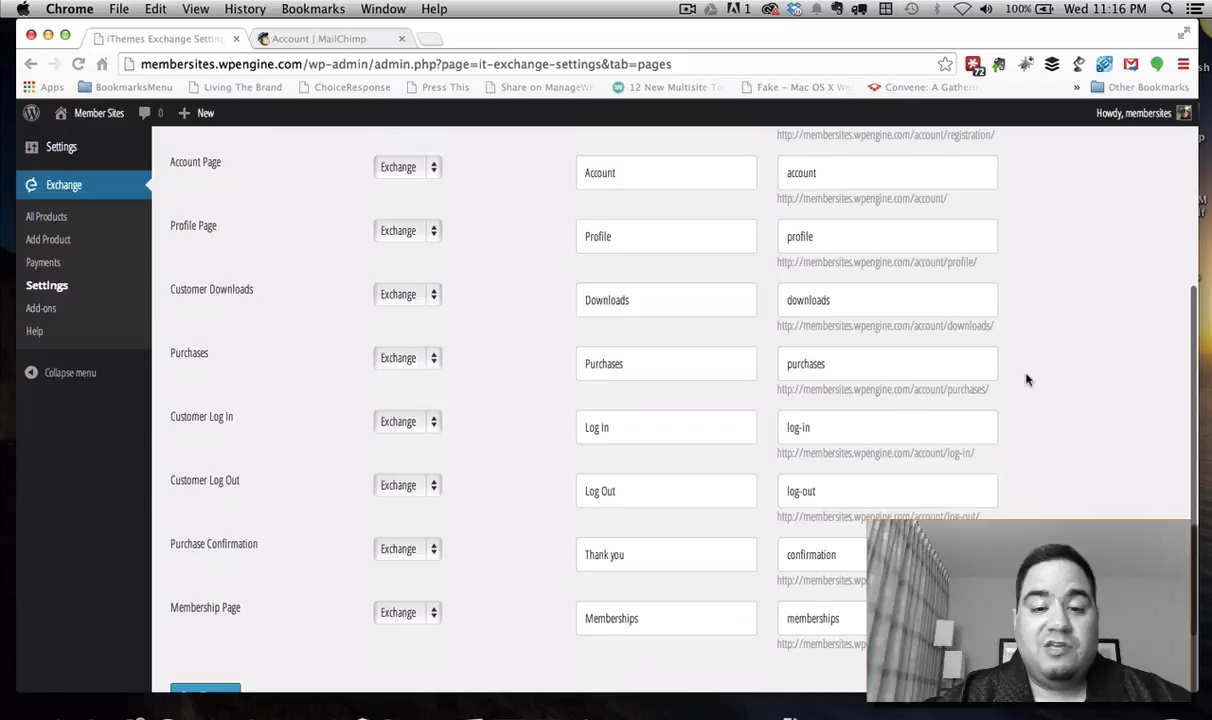 Chrome File Edit View History Bookmarks Window Help 1 100% Wed 11:16 PM
iThemes Exchange Settin × Account | MailChimp ×
membersites.wpengine.com/wp-admin/admin.php?page=it-exchange-settings&tab=pages 72
Apps BookmarksMenu Living The Brand ChoiceResponse Press This Share on ManageWP 12 New Multisite To Fake – Mac OS X W Convene: A Gatheri » Other Bookmarks
Member Sites 0 + New Howdy, membersites
Settings
Exchange
All Products
Add Product
Payments
Settings
Add-ons
Help
Collapse menu
http://membersites.wpengine.com/account/registration/
Account Page Exchange Account account
http://membersites.wpengine.com/account/
Profile Page Exchange Profile profile
http://membersites.wpengine.com/account/profile/
Customer Downloads Exchange Downloads downloads
http://membersites.wpengine.com/account/downloads/
Purchases Exchange Purchases purchases
http://membersites.wpengine.com/account/purchases/
Customer Log In Exchange Log In log-in
http://membersites.wpengine.com/account/log-in/
Customer Log Out Exchange Log Out log-out
http://membersites.wpengine.com/account/log-out/
Purchase Confirmation Exchange Thank you confirmation
http://membersites.wpe
Membership Page Exchange Memberships memberships
http://membersites.wpe